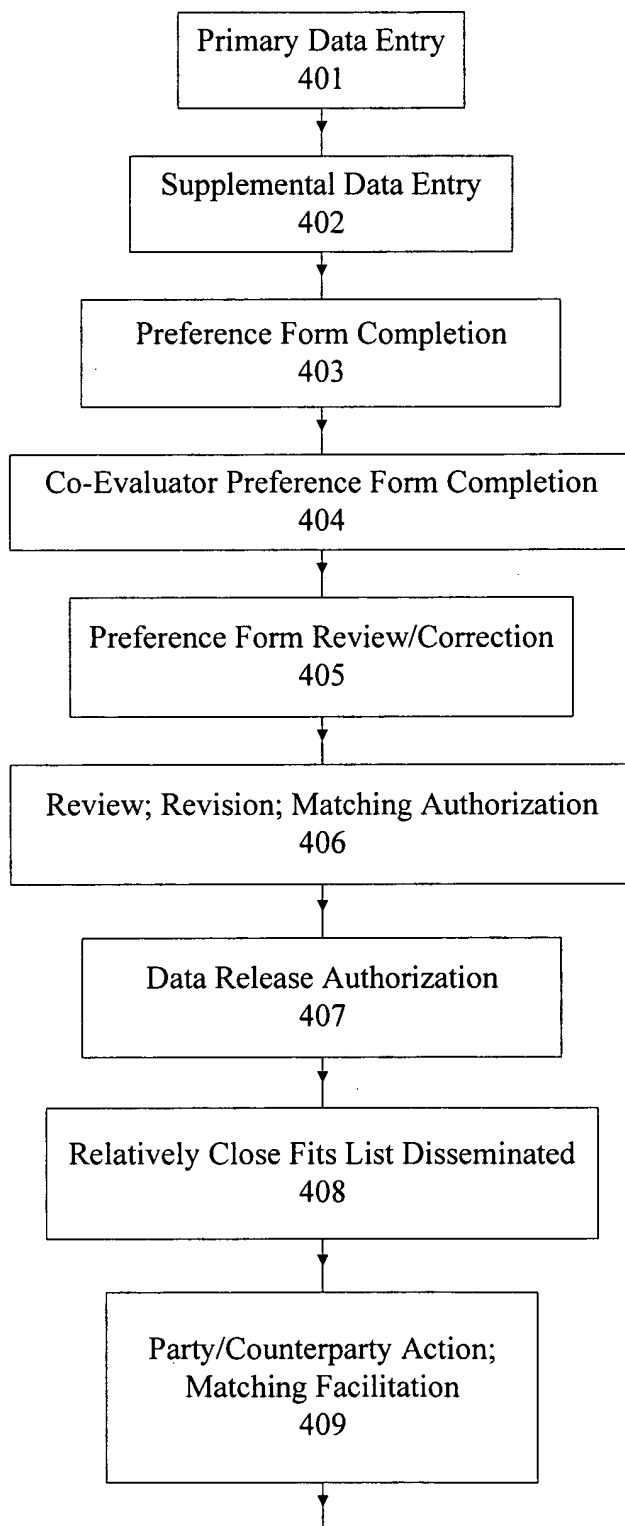 Primary Data Entry
401
Supplemental Data Entry
402
Preference Form Completion
403
Co-Evaluator Preference Form Completion
404
Preference Form Review/Correction
405
Review; Revision; Matching Authorization
406
Data Release Authorization
407
Relatively Close Fits List Disseminated
408
Party/Counterparty Action;
Matching Facilitation
409